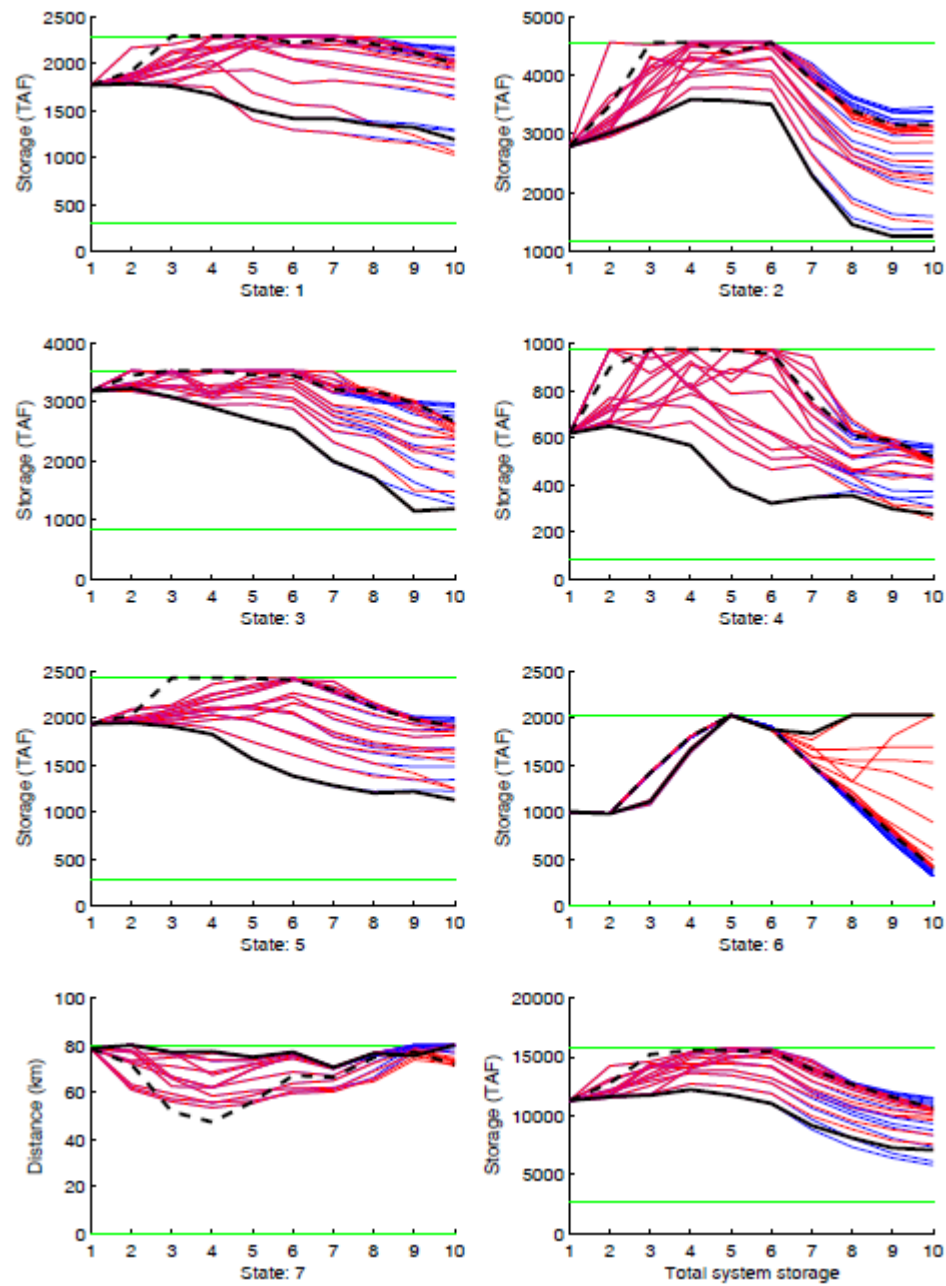 2500
2000
1500
1000
500
0
Storage (TAF)
1 2 3 4 5 6 7 8 9 10
State: 1
5000
4000
3000
2000
1000
Storage (TAF)
1 2 3 4 5 6 7 8 9 10
State: 2
4000
3000
2000
1000
0
Storage (TAF)
1 2 3 4 5 6 7 8 9 10
State: 3
1000
800
600
400
200
0
Storage (TAF)
1 2 3 4 5 6 7 8 9 10
State: 4
2500
2000
1500
1000
500
0
Storage (TAF)
1 2 3 4 5 6 7 8 9 10
State: 5
2500
2000
1500
1000
500
0
Storage (TAF)
1 2 3 4 5 6 7 8 9 10
State: 6
100
80
60
40
20
0
Distance (km)
1 2 3 4 5 6 7 8 9 10
State: 7
20000
15000
10000
5000
0
Storage (TAF)
1 2 3 4 5 6 7 8 9 10
Total system storage